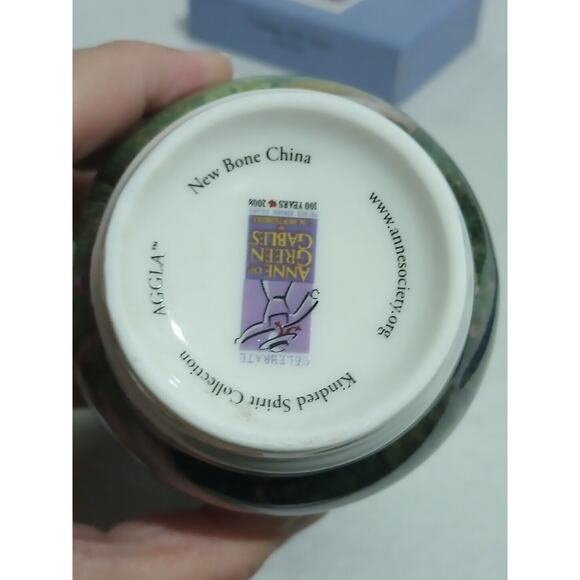 New Bone China
www.annesociety.org
Kindred Spirit Collection
AGGLA™
CELEBRATE
ANNE OF
GREEN
GABLES
100 YEARS 2008